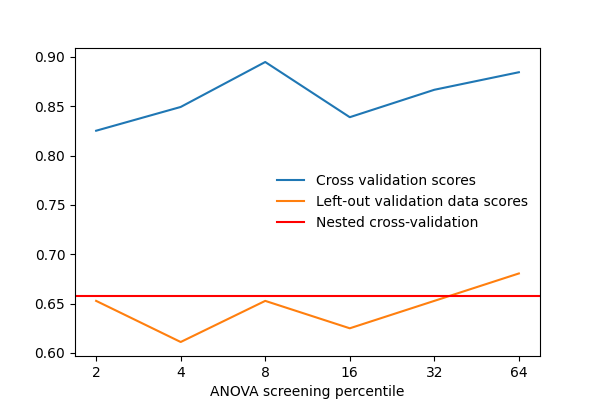 0.90
0.85
0.80
0.75
0.70
0.65
0.60
Cross validation scores
Left-out validation data scores
Nested cross-validation
2 4 8 16 32 64
ANOVA screening percentile